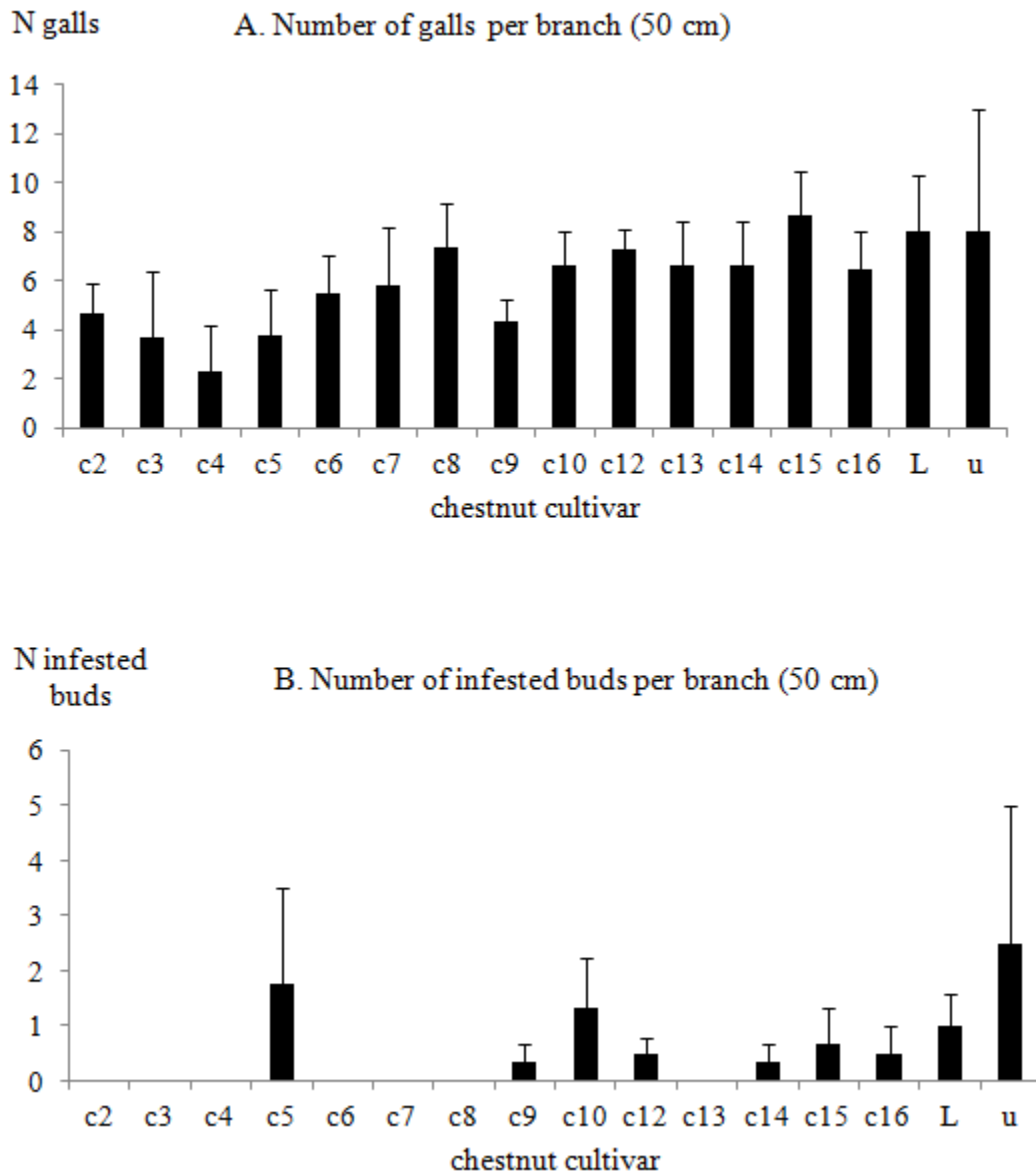 N galls
A. Number of galls per branch (50 cm)
14
12
10
8
6
4
2
0
c2 c3 c4 c5 c6 c7 c8 c9 c10 c12 c13 c14 c15 c16 L u
chestnut cultivar
N infested
buds
B. Number of infested buds per branch (50 cm)
6
5
4
3
2
1
0
c2 c3 c4 c5 c6 c7 c8 c9 c10 c12 c13 c14 c15 c16 L u
chestnut cultivar